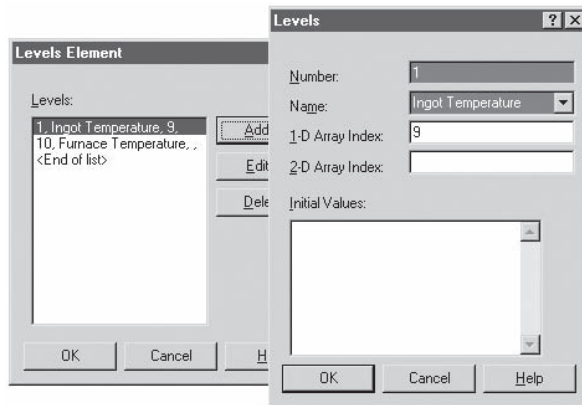 Levels Element
Levels:
1, Ingot Temperature, 9,
10, Furnace Temperature, ,
<End of list>
Add
Edit
Dele
OK
Cancel
H
Levels
Number:
1
Name:
Ingot Temperature
1-D Array Index:
9
2-D Array Index:
Initial Values:
OK
Cancel
Help